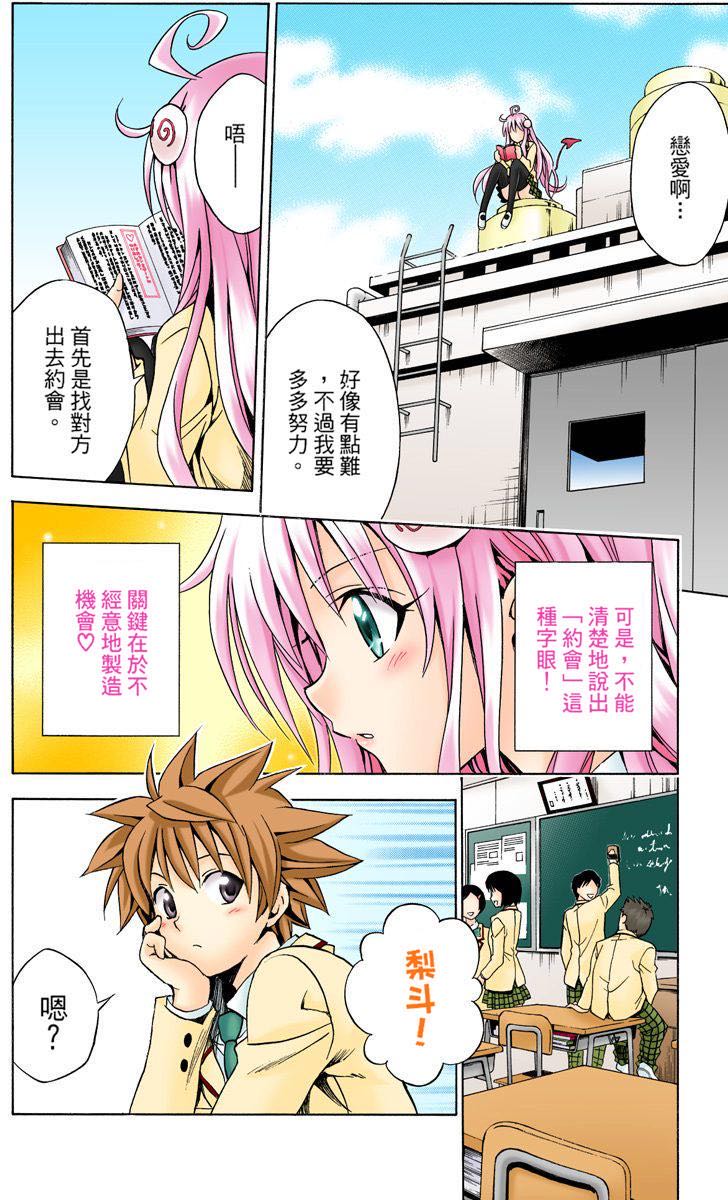 戀愛啊…
好像有點難
，不過我要
多多努力。
唔——
首先是找對方
出去約會。
可是，不能
清楚地說出
「約會」這
種字眼！
關鍵在於不
經意地製造
機會♡
梨斗！
嗯？